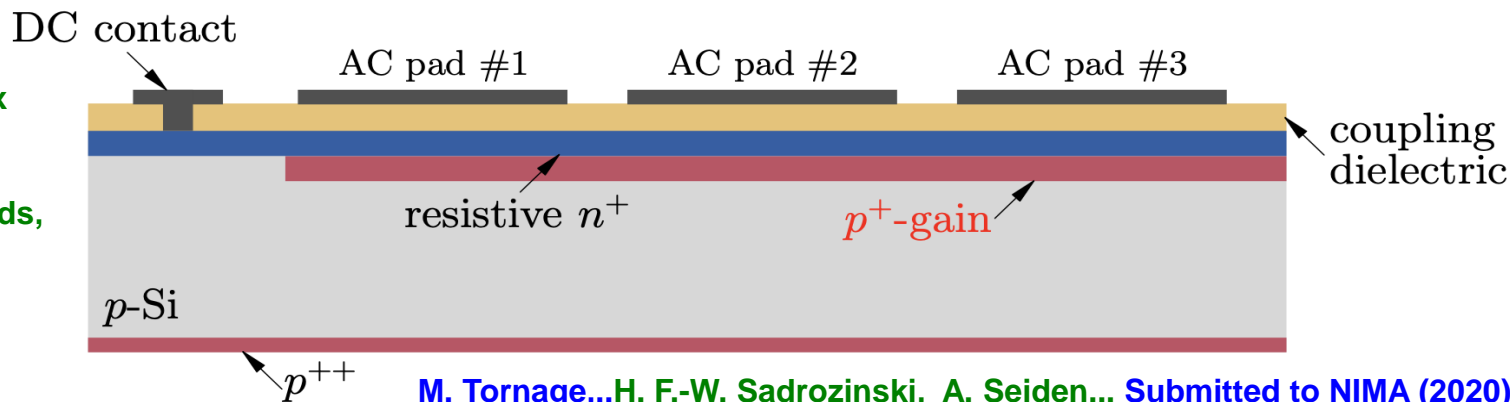 DC contact
AC pad #1
AC pad #2
AC pad #3
x
coupling
dielectric
ds,
resistive n⁺
p⁺-gain
p-Si
p⁺⁺
M. Tornage...H. F.-W. Sadrozinski, A. Seiden... Submitted to NIMA (2020)